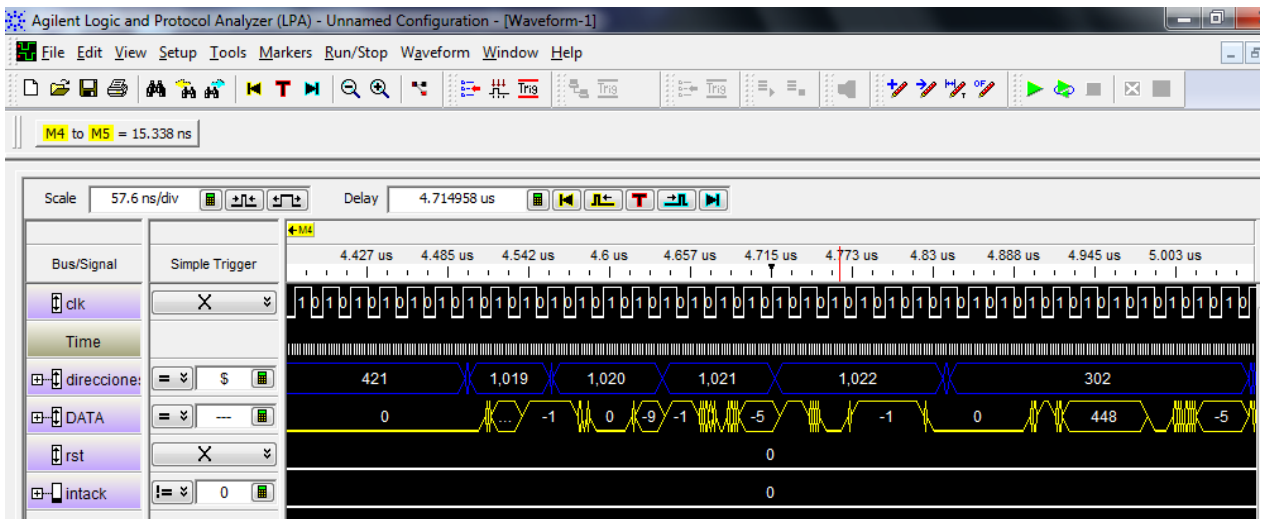 Agilent Logic and Protocol Analyzer (LPA) - Unnamed Configuration - [Waveform-1]
File Edit View Setup Tools Markers Run/Stop Waveform Window Help
T Trig Trig Trig
M4 to M5 = 15.338 ns
Scale 57.6 ns/div Delay 4.714958 us T
M4
Bus/Signal Simple Trigger 4.427 us 4.485 us 4.542 us 4.6 us 4.657 us 4.715 us 4.773 us 4.83 us 4.888 us 4.945 us 5.003 us
clk X 1 0 1 0 1 0 1 0 1 0 1 0 1 0 1 0 1 0 1 0 1 0 1 0 1 0 1 0 1 0 1 0 1 0 1 0 1 0 1 0 1 0 1 0 1 0 1 0 1 0 1 0 1 0 1 0 1 0 1 0 1 0 1 0 1 0
Time
direccione: = $ 421 1,019 1,020 1,021 1,022 302
DATA = --- 0 ... -1 0 -9 -1 -5 -1 0 448 -5
rst X 0
intack != 0 0